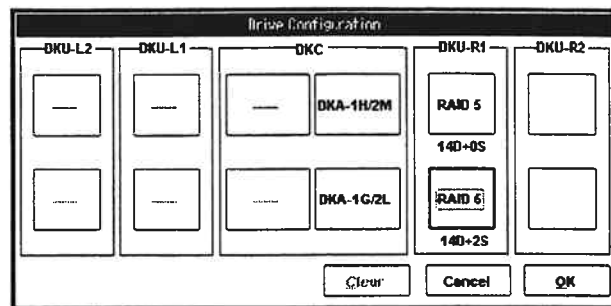 Drive Configuration
DKU-L2 DKU-L1 DKC DKU-R1 DKU-R2
---- ---- ---- DKA-1H/2M RAID 5
14D+0S
---- ---- ---- DKA-1G/2L RAID 6
14D+2S
Clear Cancel OK